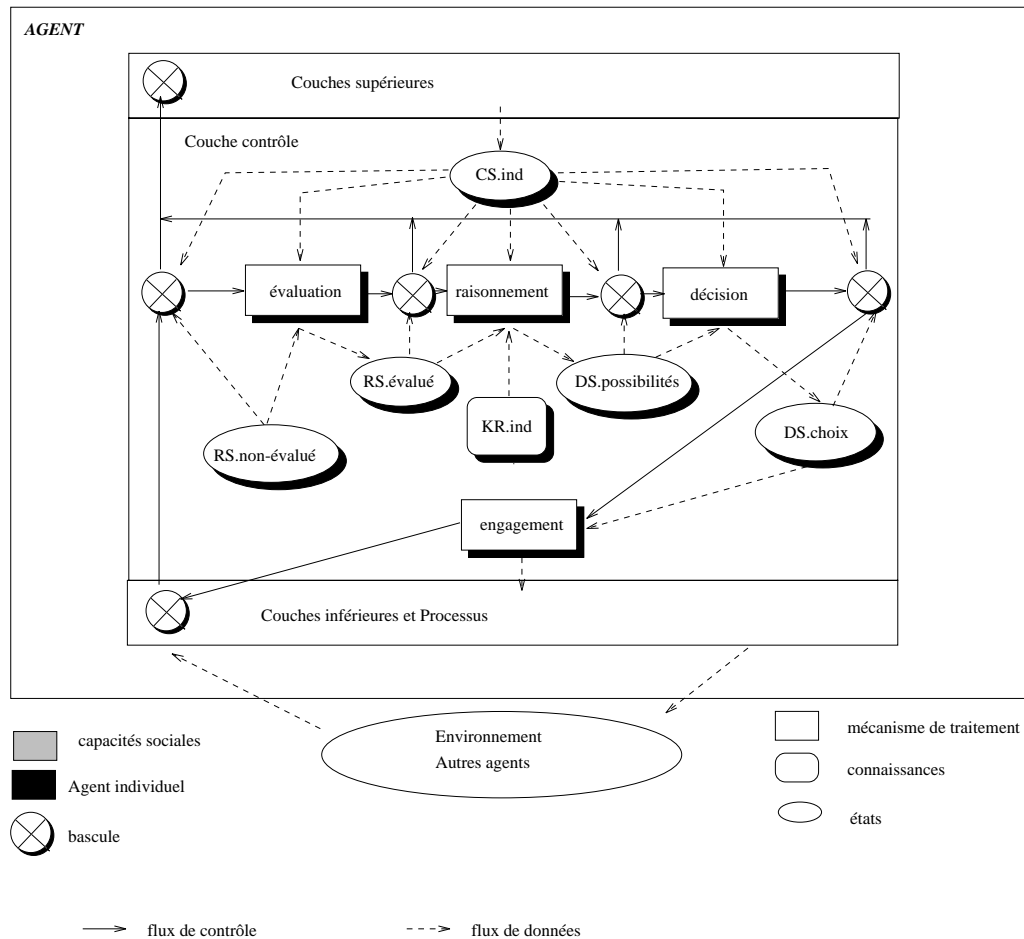 AGENT
Couches supérieures
Couche contrôle
CS.ind
évaluation
raisonnement
décision
RS.évalué
DS.possibilités
KR.ind
DS.choix
RS.non-évalué
engagement
Couches inférieures et Processus
Environnement
Autres agents
capacités sociales
Agent individuel
bascule
mécanisme de traitement
connaissances
états
flux de contrôle
flux de données